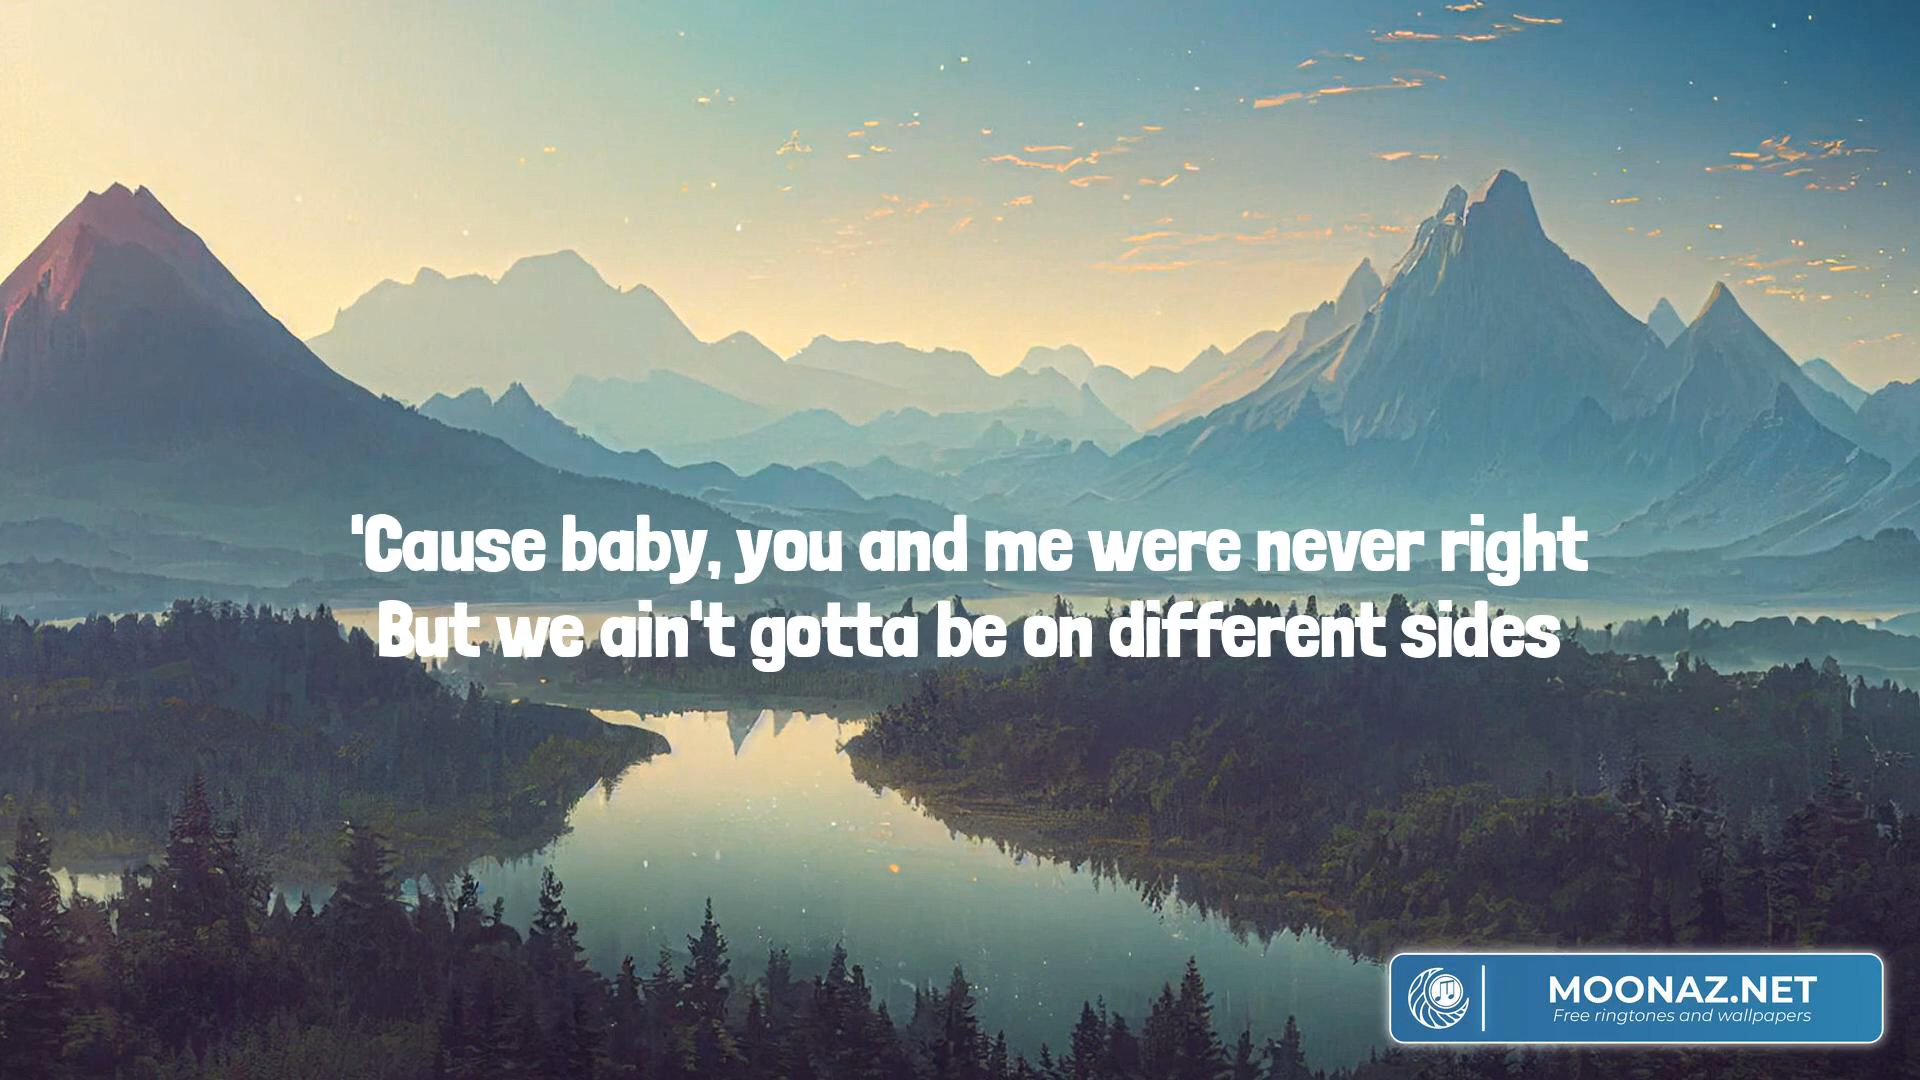 'Cause baby, you and me were never right
But we ain't gotta be on different sides
MOONAZ.NET
Free ringtones and wallpapers